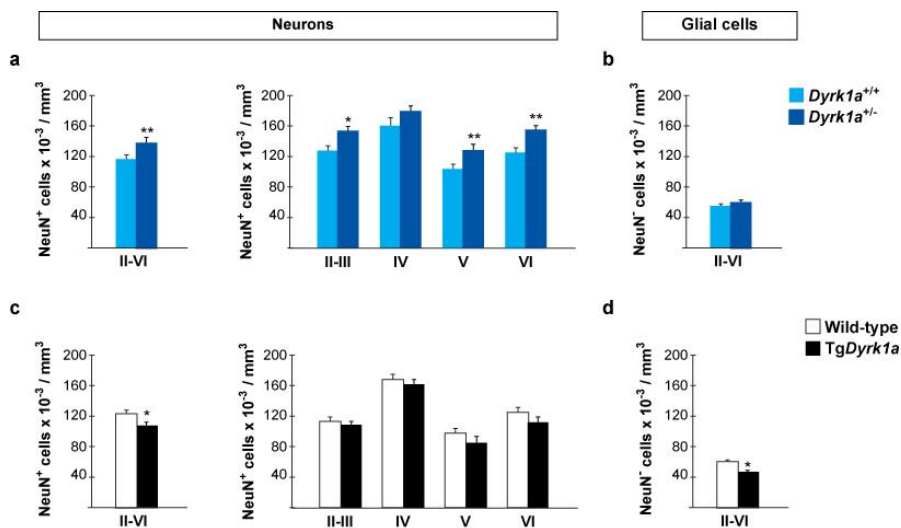 Neurons
Glial cells
a
NeuN⁺ cells x 10⁻³ / mm³
200
160
120
80
40
**
II-VI
NeuN⁺ cells x 10⁻³ / mm³
200
160
120
80
40
*
**
**
II-III IV V VI
b
Dyrk1a⁺/⁺
Dyrk1a⁺/⁻
NeuN⁻ cells x 10⁻³ / mm³
200
160
120
80
40
II-VI
c
NeuN⁺ cells x 10⁻³ / mm³
200
160
120
80
40
*
II-VI
NeuN⁺ cells x 10⁻³ / mm³
200
160
120
80
40
II-III IV V VI
d
Wild-type
TgDyrk1a
NeuN⁻ cells x 10⁻³ / mm³
200
160
120
80
40
*
II-VI